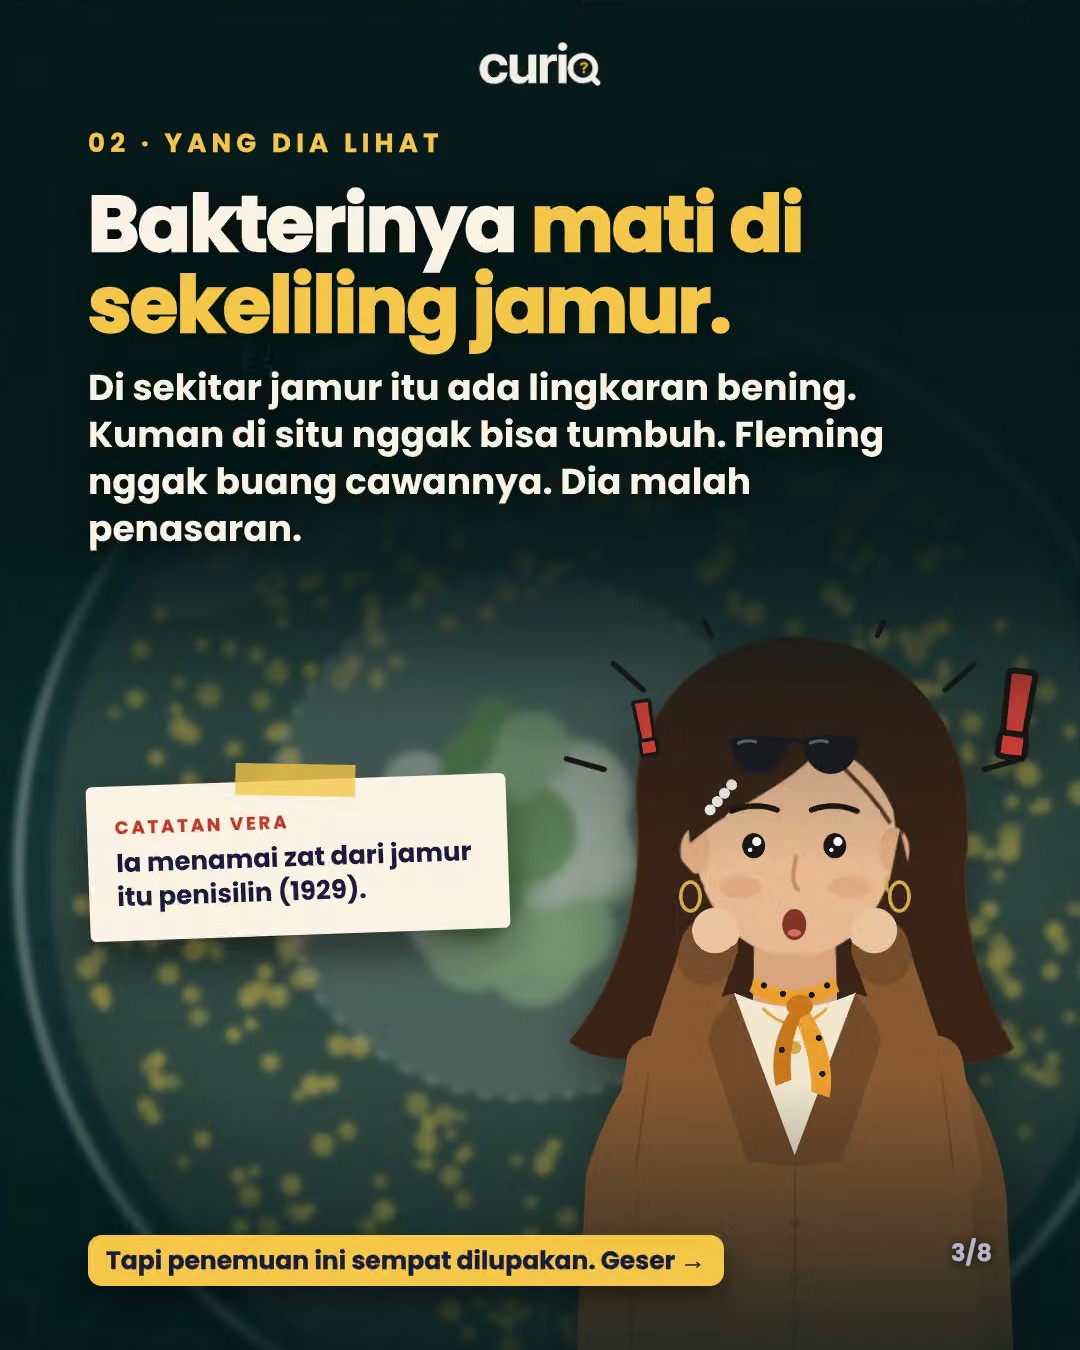 curiq
02 · YANG DIA LIHAT
Bakterinya mati di
sekeliling jamur.
Di sekitar jamur itu ada lingkaran bening.
Kuman di situ nggak bisa tumbuh. Fleming
nggak buang cawannya. Dia malah
penasaran.
CATATAN VERA
Ia menamai zat dari jamur
itu penisilin (1929).
Tapi penemuan ini sempat dilupakan. Geser →
3/8